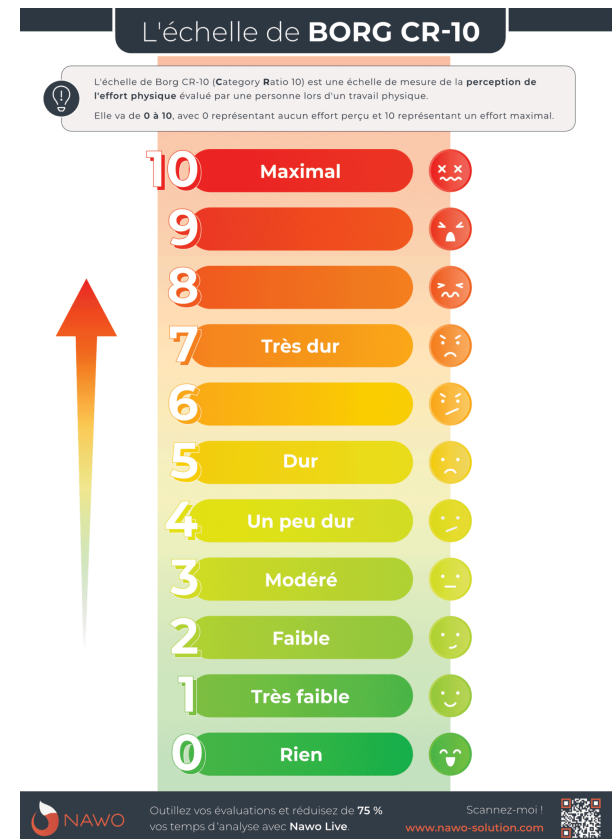 L'échelle de BORG CR-10
L'échelle de Borg CR-10 (Category Ratio 10) est une échelle de mesure de la perception de
l'effort physique évalué par une personne lors d'un travail physique.
Elle va de 0 à 10, avec 0 représentant aucun effort perçu et 10 représentant un effort maximal.
10 Maximal
9
8
7 Très dur
6
5 Dur
4 Un peu dur
3 Modéré
2 Faible
1 Très faible
0 Rien
NAWO
Outillez vos évaluations et réduisez de 75 %
vos temps d'analyse avec Nawo Live.
Scannez-moi !
www.nawo-solution.com